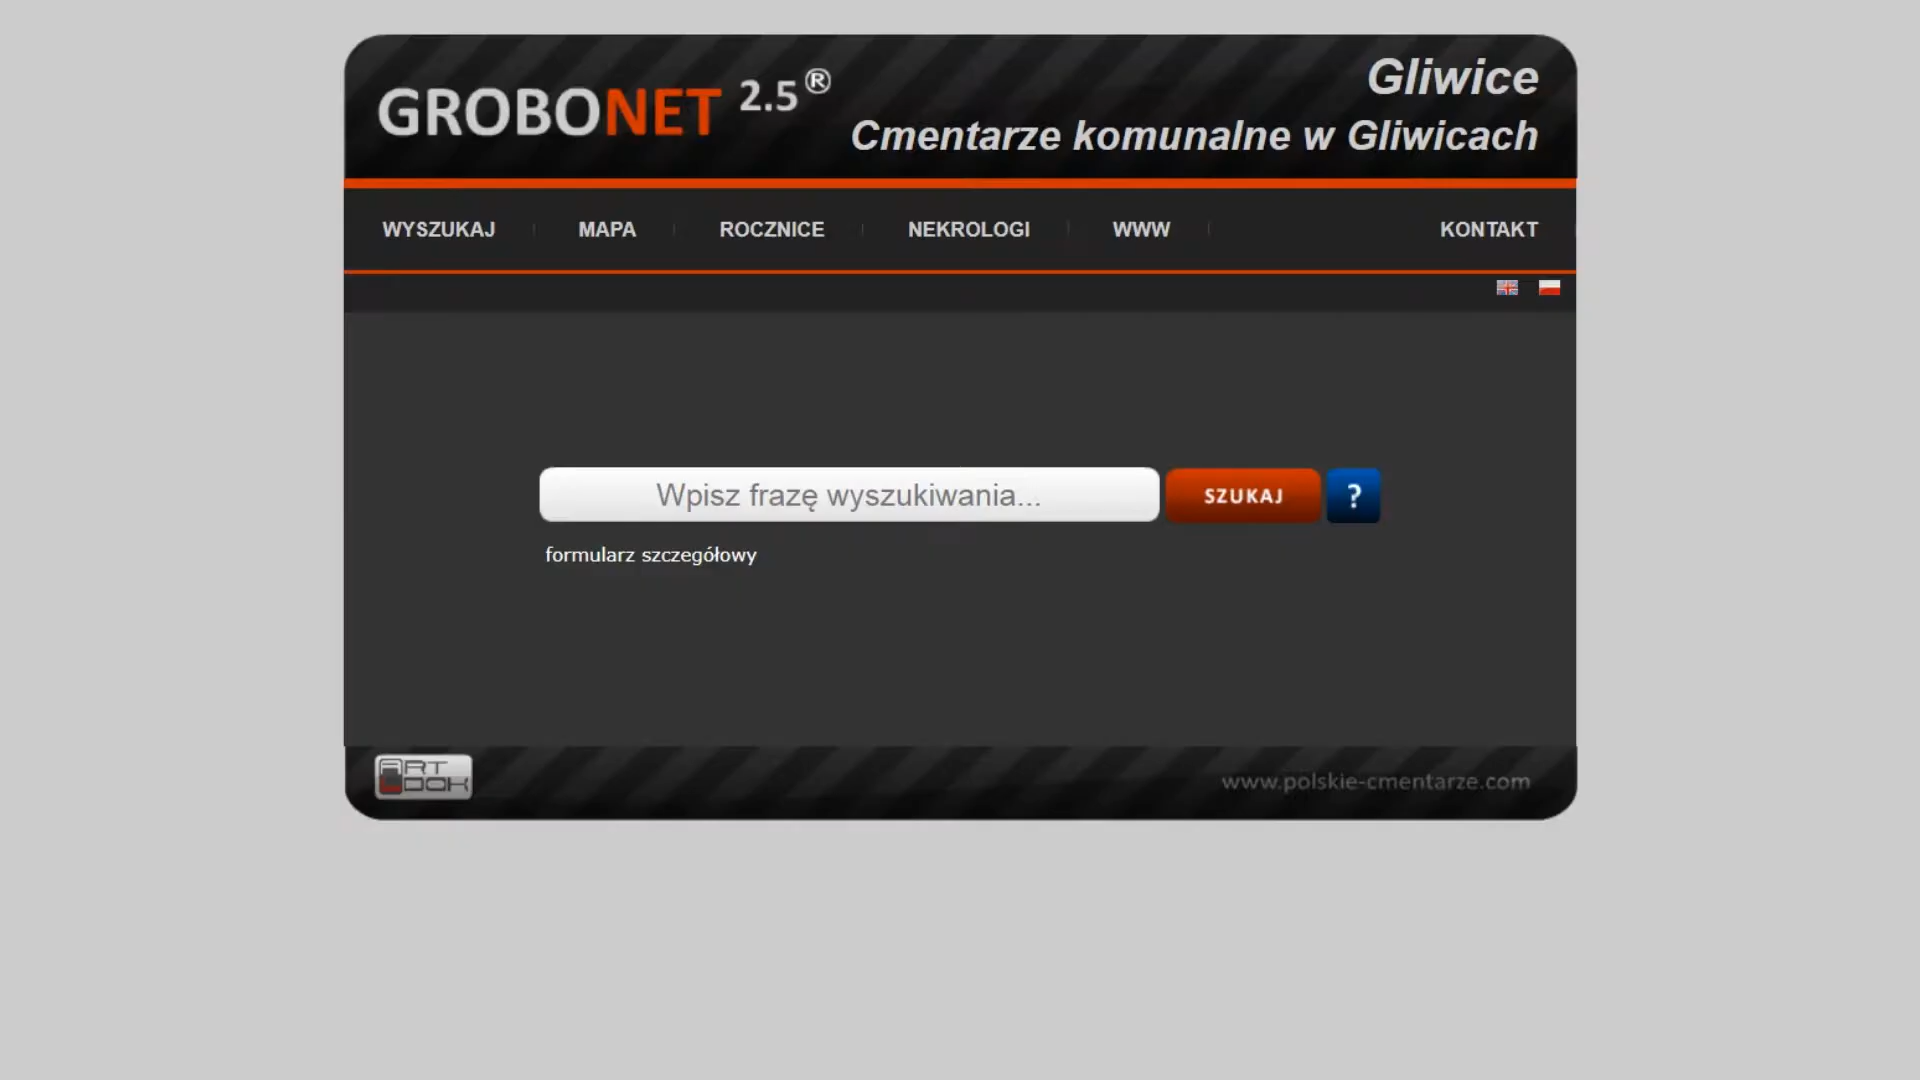 GROBONET 2.5®
Gliwice
Cmentarze komunalne w Gliwicach
WYSZUKAJ
MAPA
ROCZNICE
NEKROLOGI
WWW
KONTAKT
Wpisz frazę wyszukiwania...
SZUKAJ
?
formularz szczegółowy
ART
LOOK
www.polskie-cmentarze.com